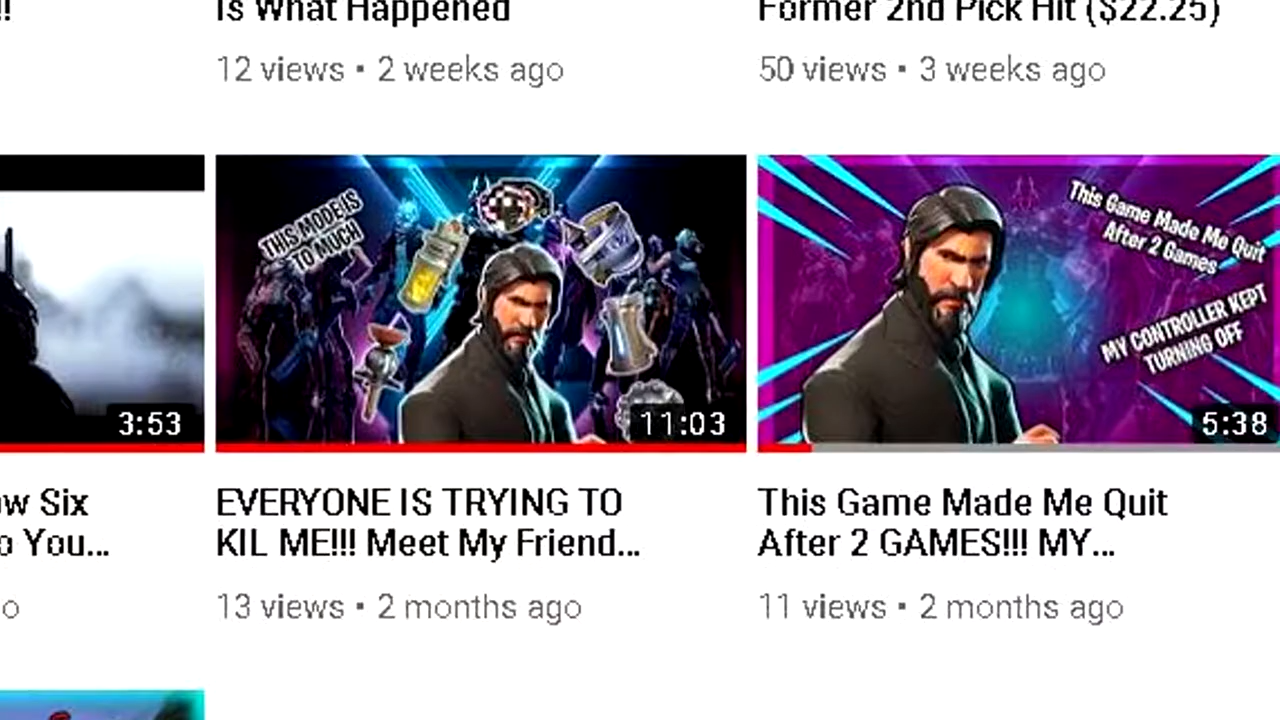 !!
Is What Happened
Former 2nd Pick Hit ($22.25)
12 views • 2 weeks ago
50 views • 3 weeks ago
THIS MODE IS
TO MUCH
This Game Made Me Quit
After 2 Games
MY CONTROLLER KEPT
TURNING OFF
3:53
11:03
5:38
ow Six
o You...
EVERYONE IS TRYING TO
KIL ME!!! Meet My Friend...
This Game Made Me Quit
After 2 GAMES!!! MY...
o
13 views • 2 months ago
11 views • 2 months ago